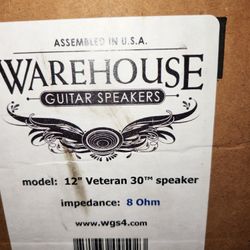 ASSEMBLED IN U.S.A.
WAREHOUSE
GUITAR SPEAKERS
model: 12" Veteran 30™ speaker
impedance: 8 Ohm
www.wgs4.com